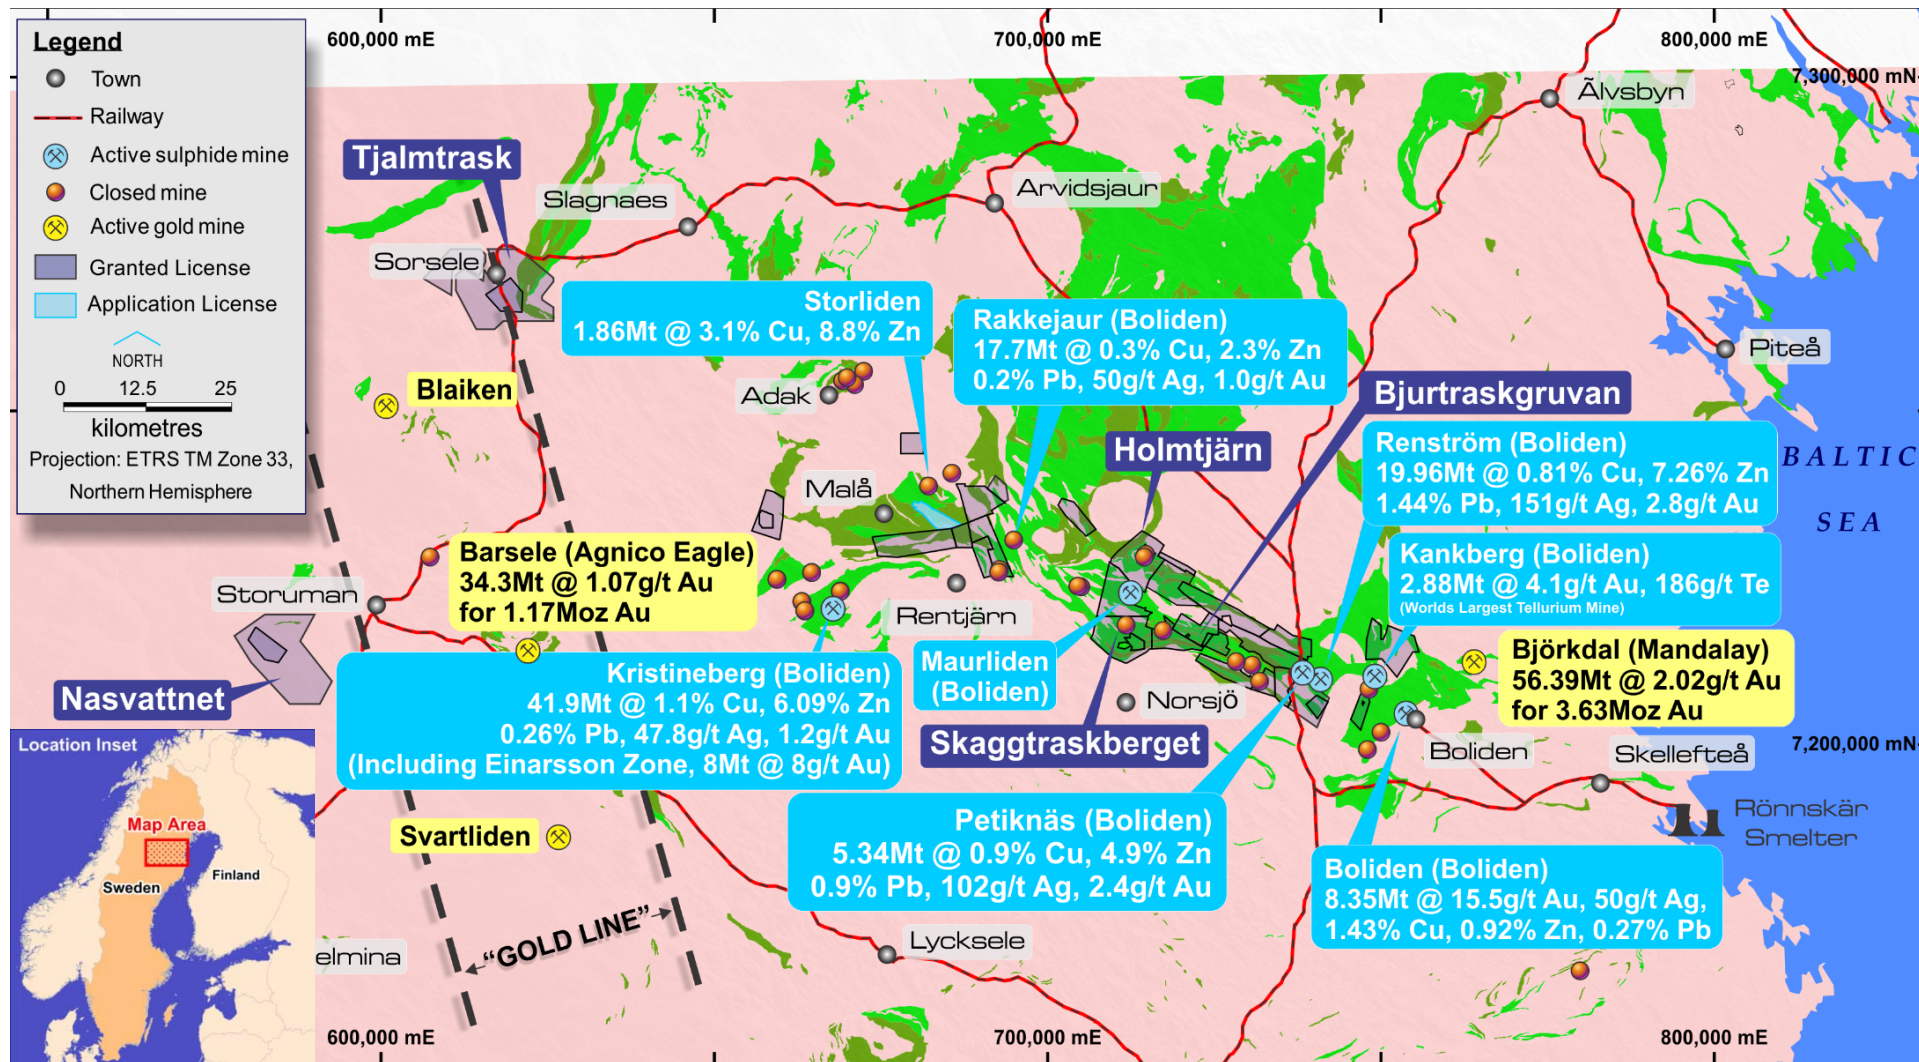 600,000 mE
700,000 mE
800,000 mE
7,300,000 mN
Legend
Town
Railway
Active sulphide mine
Closed mine
Active gold mine
Granted License
Application License
NORTH
0 12.5 25
kilometres
Projection: ETRS TM Zone 33,
Northern Hemisphere
Tjalmtrask
Slagnaes
Arvidsjaur
Ãlvsbyn
Sorsele
Storliden
1.86Mt @ 3.1% Cu, 8.8% Zn
Rakkejaur (Boliden)
17.7Mt @ 0.3% Cu, 2.3% Zn
0.2% Pb, 50g/t Ag, 1.0g/t Au
Piteå
Blaiken
Adak
Bjurtraskgruvan
Holmtjärn
Renström (Boliden)
19.96Mt @ 0.81% Cu, 7.26% Zn
1.44% Pb, 151g/t Ag, 2.8g/t Au
BALTIC
SEA
Malå
Barsele (Agnico Eagle)
34.3Mt @ 1.07g/t Au
for 1.17Moz Au
Kankberg (Boliden)
2.88Mt @ 4.1g/t Au, 186g/t Te
(Worlds Largest Tellurium Mine)
Storuman
Rentjärn
Maurliden
(Boliden)
Björkdal (Mandalay)
56.39Mt @ 2.02g/t Au
for 3.63Moz Au
Nasvattnet
Kristineberg (Boliden)
41.9Mt @ 1.1% Cu, 6.09% Zn
0.26% Pb, 47.8g/t Ag, 1.2g/t Au
(Including Einarsson Zone, 8Mt @ 8g/t Au)
Norsjö
Skaggtraskberget
Boliden
7,200,000 mN
Skellefteå
Rönnskär
Smelter
Location Inset
Map Area
Sweden
Finland
Svartliden
Petiknäs (Boliden)
5.34Mt @ 0.9% Cu, 4.9% Zn
0.9% Pb, 102g/t Ag, 2.4g/t Au
Boliden (Boliden)
8.35Mt @ 15.5g/t Au, 50g/t Ag,
1.43% Cu, 0.92% Zn, 0.27% Pb
"GOLD LINE"
elmina
Lycksele
600,000 mE
700,000 mE
800,000 mE